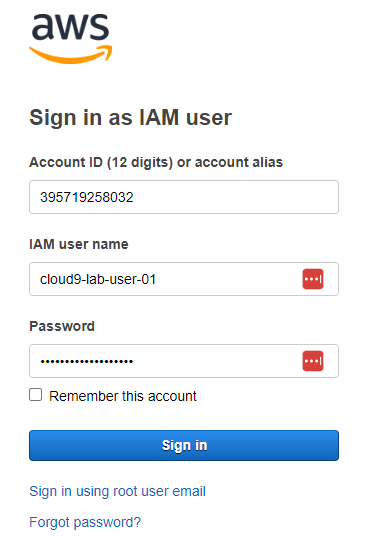 aws
Sign in as IAM user
Account ID (12 digits) or account alias
395719258032
IAM user name
cloud9-lab-user-01
Password
•••••••••••••••••••
Remember this account
Sign in
Sign in using root user email
Forgot password?